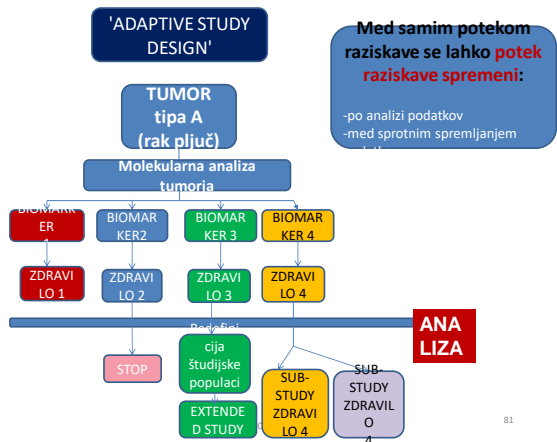 'ADAPTIVE STUDY
DESIGN'
Med samim potekom
raziskave se lahko potek
raziskave spremeni:
-po analizi podatkov
-med sprotnim spremljanjem
TUMOR
tipa A
(rak pljuč)
Molekularna analiza
tumorja
BIOMARK
ER
BIOMAR
KER2
BIOMAR
KER 3
BIOMAR
KER 4
ZDRAVI
LO 1
ZDRAVI
LO 2
ZDRAVI
LO 3
ZDRAVI
LO 4
ANA
LIZA
STOP
Redefini
cija
študijske
populaci
EXTENDE
D STUDY
SUB-
STUDY
ZDRAVI
LO 4
SUB-
STUDY
ZDRAVIL
O
4
81